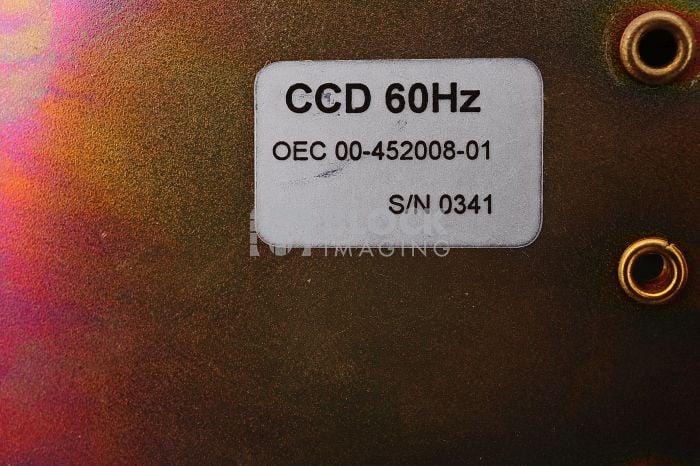 CCD 60Hz
OEC 00-452008-01
S/N 0341
BLOCK
IMAGING